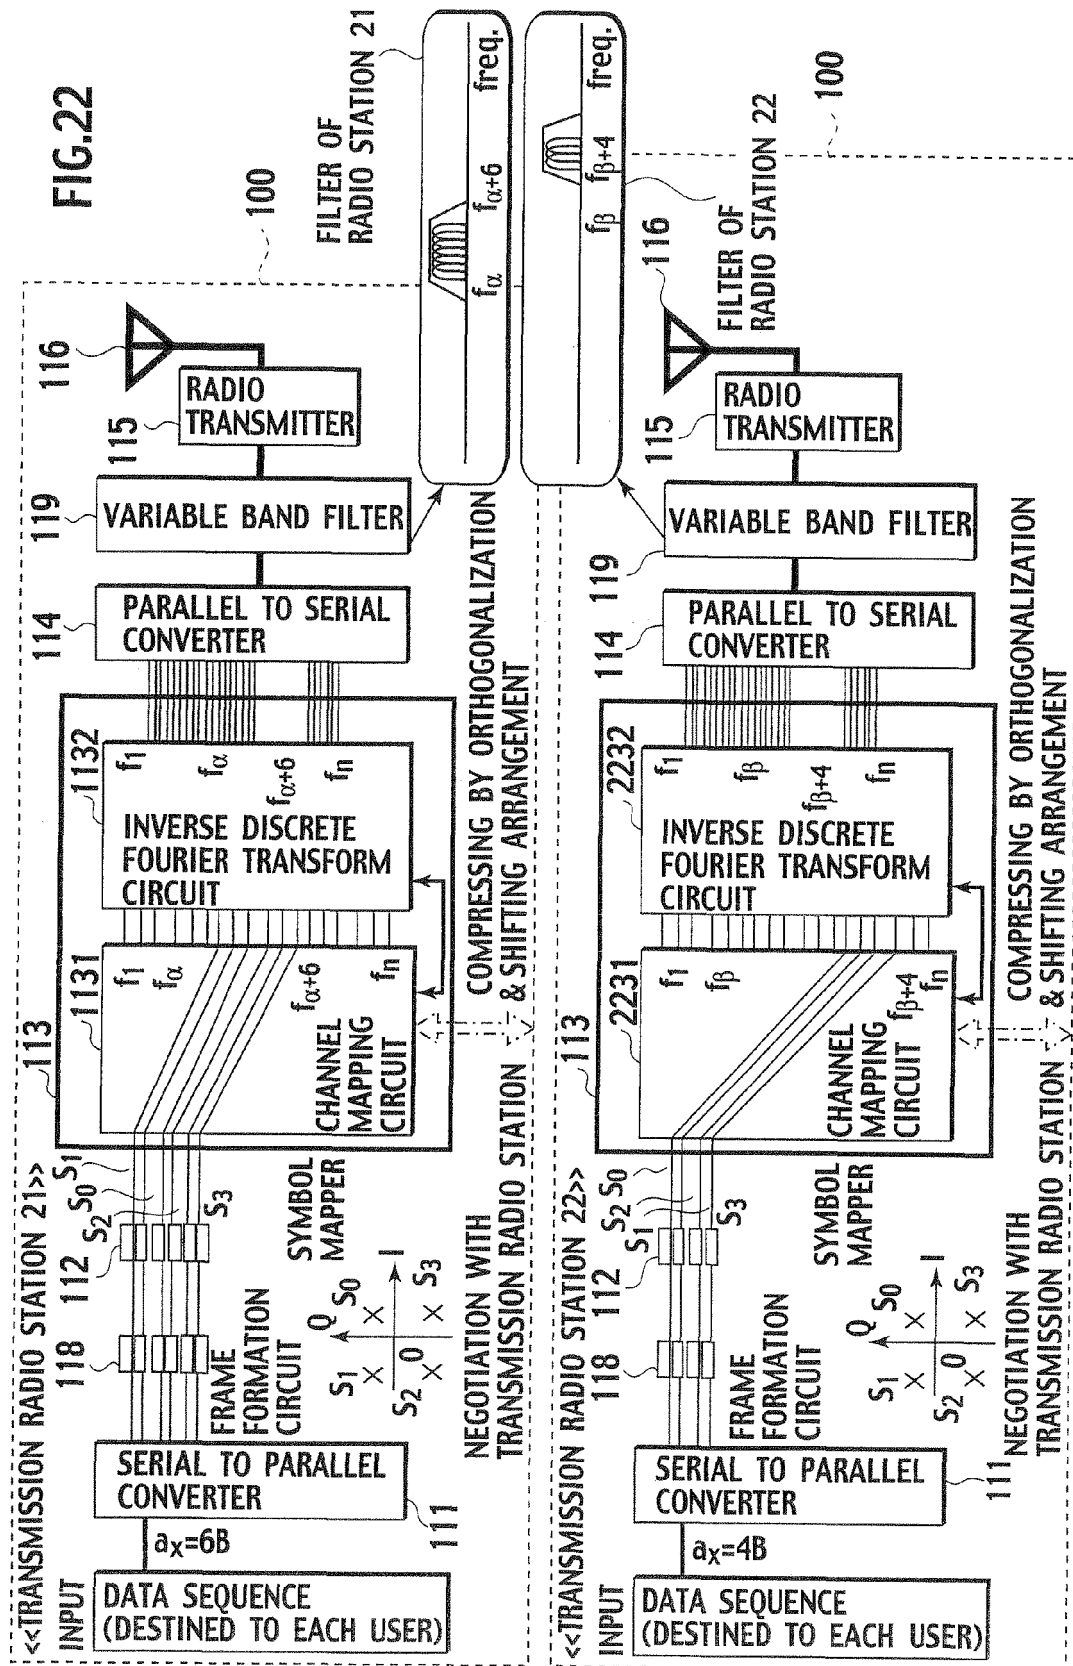 FIG.22
<<TRANSMISSION RADIO STATION 21>>
100
INPUT
DATA SEQUENCE
(DESTINED TO EACH USER)
aX=6B
SERIAL TO PARALLEL
CONVERTER
111
118
FRAME
FORMATION
CIRCUIT
112
SYMBOL
MAPPER
S1
S0
S2
S3
Q
I
O
S1
S0
S2
S3
113
1131
f1
fα
fα+6
fn
CHANNEL
MAPPING
CIRCUIT
1132
f1
fα
fα+6
fn
INVERSE DISCRETE
FOURIER TRANSFORM
CIRCUIT
114
PARALLEL TO SERIAL
CONVERTER
119
VARIABLE BAND FILTER
115
RADIO
TRANSMITTER
116
FILTER OF
RADIO STATION 21
fα
fα+6
freq.
NEGOTIATION WITH
TRANSMISSION RADIO STATION
COMPRESSING BY ORTHOGONALIZATION
& SHIFTING ARRANGEMENT
<<TRANSMISSION RADIO STATION 22>>
100
INPUT
DATA SEQUENCE
(DESTINED TO EACH USER)
aX=4B
SERIAL TO PARALLEL
CONVERTER
111
118
FRAME
FORMATION
CIRCUIT
112
SYMBOL
MAPPER
S1
S2
S0
S3
Q
I
O
S1
S0
S2
S3
113
2231
f1
fβ
fβ+4
fn
CHANNEL
MAPPING
CIRCUIT
2232
f1
fβ
fβ+4
fn
INVERSE DISCRETE
FOURIER TRANSFORM
CIRCUIT
114
PARALLEL TO SERIAL
CONVERTER
119
VARIABLE BAND FILTER
115
RADIO
TRANSMITTER
116
FILTER OF
RADIO STATION 22
fβ
fβ+4
freq.
NEGOTIATION WITH
TRANSMISSION RADIO STATION
COMPRESSING BY ORTHOGONALIZATION
& SHIFTING ARRANGEMENT